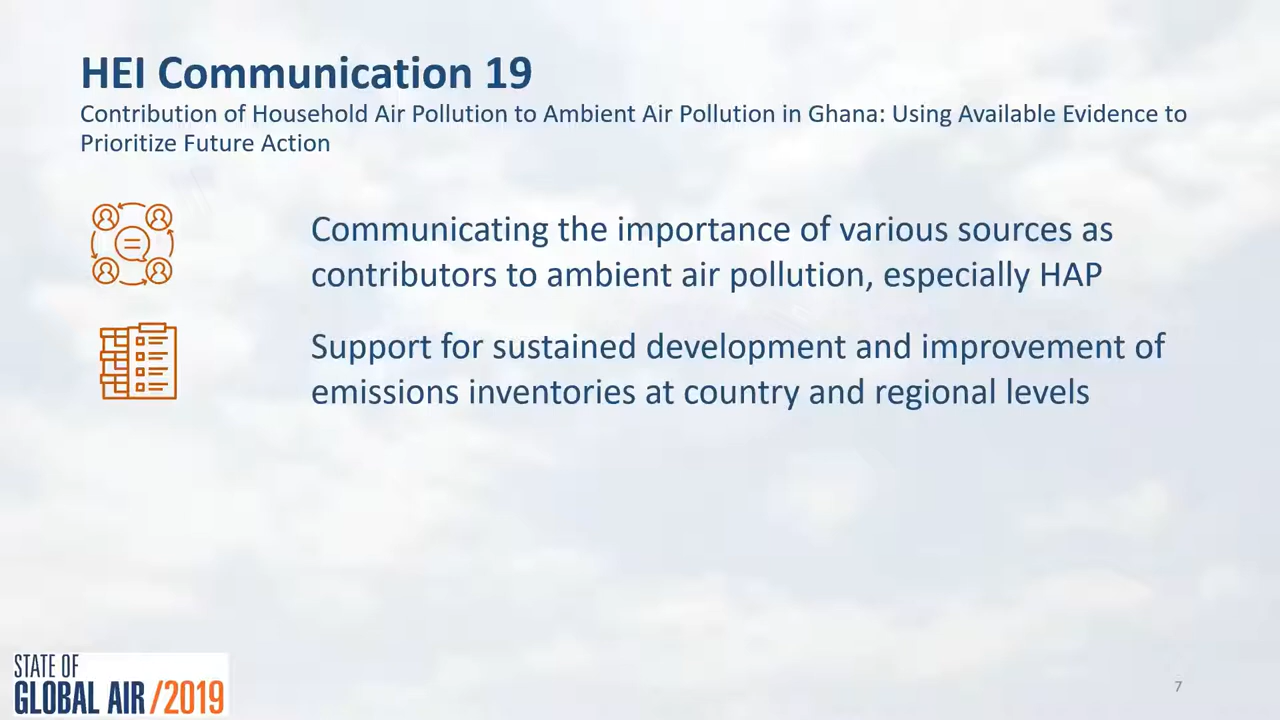 HEI Communication 19
Contribution of Household Air Pollution to Ambient Air Pollution in Ghana: Using Available Evidence to
Prioritize Future Action
Communicating the importance of various sources as
contributors to ambient air pollution, especially HAP
Support for sustained development and improvement of
emissions inventories at country and regional levels
STATE OF
GLOBAL AIR/2019
7